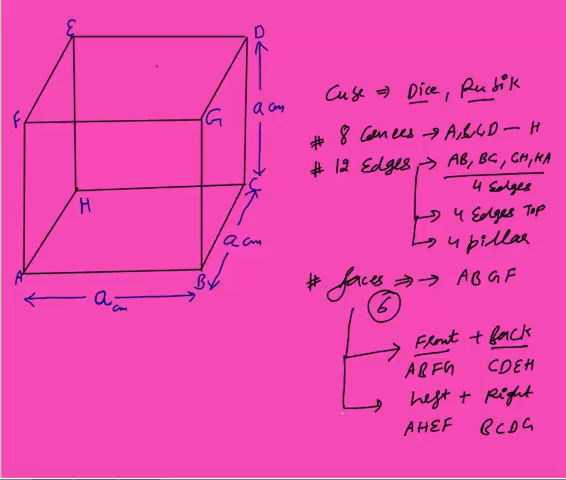 E
D
a cm
F
G
C
H
a cm
A
B
a cm
Cube ⇒ Dice, Rubik
# 8 Corners → A, B, C, D — H
# 12 Edges → AB, BC, CH, HA
4 Edges
→ 4 Edges Top
→ 4 pillar
# faces ⇒ → ABGF
6
→ Front + Back
ABFG CDEH
→ Left + Right
AHEF BCDG